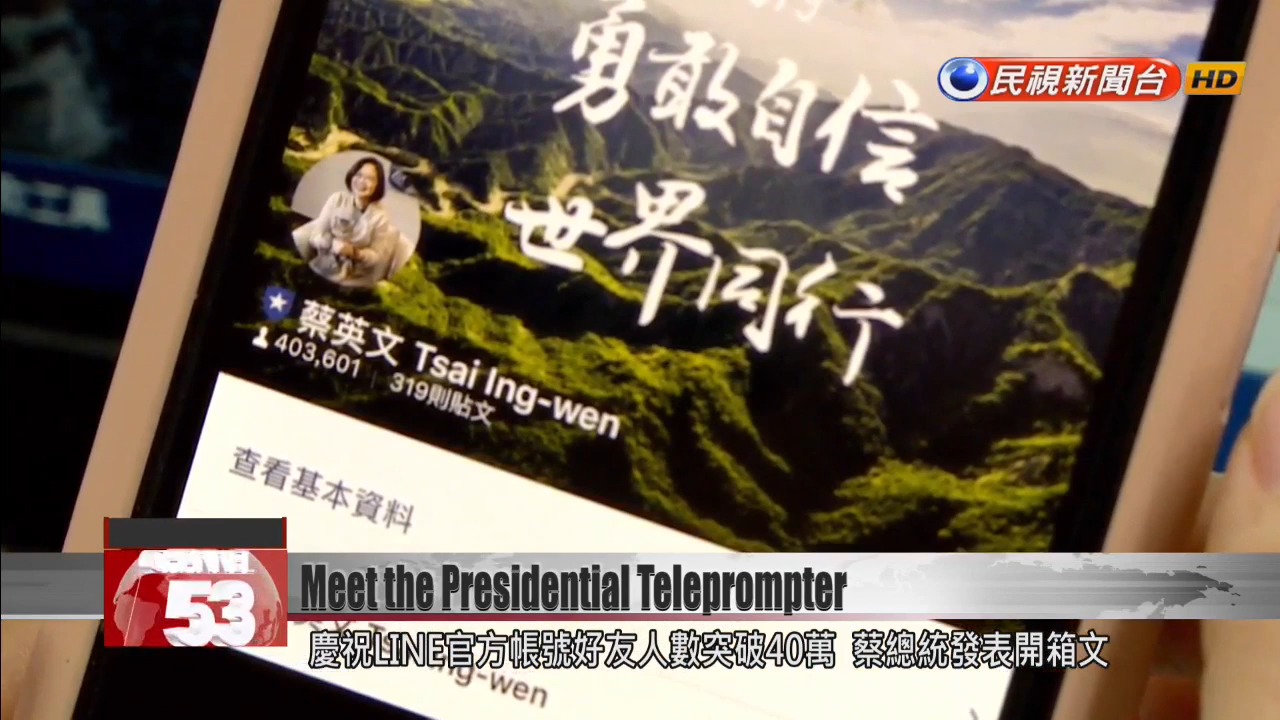 民視新聞台 HD
勇敢自信
世界同行
蔡英文 Tsai Ing-wen
403,601 319則貼文
查看基本資料
CHANNEL
53
Meet the Presidential Teleprompter
慶祝LINE官方帳號好友人數突破40萬 蔡總統發表開箱文
ng-wen